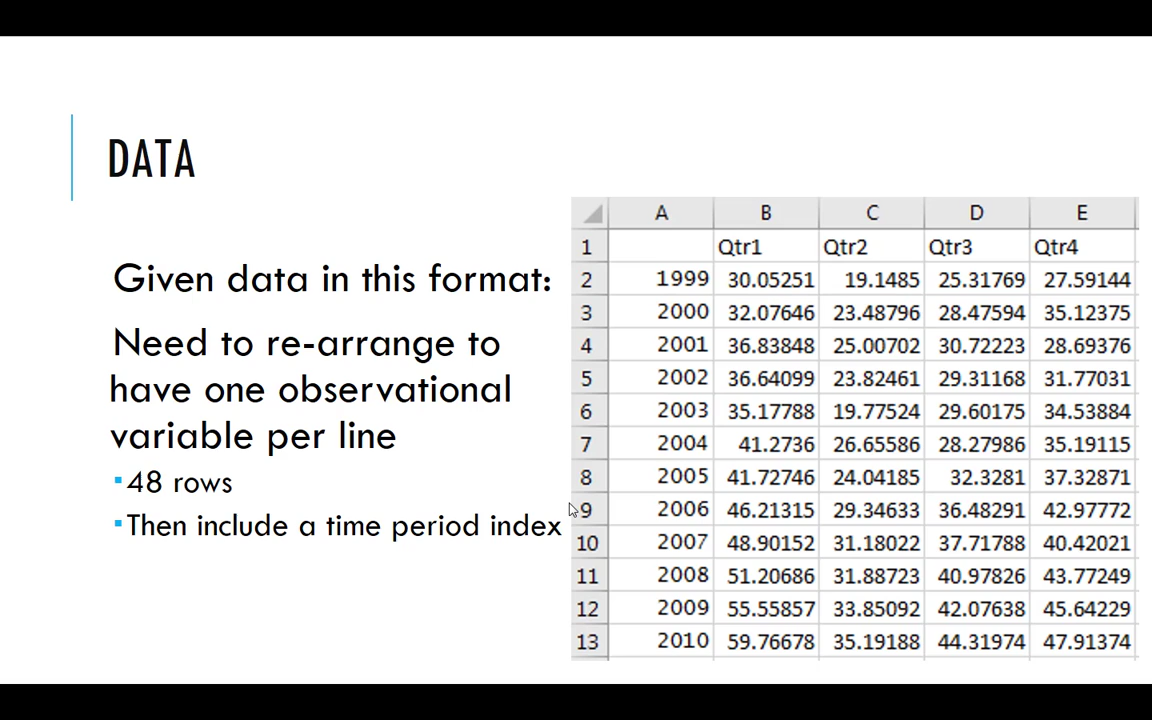 DATA
Given data in this format:
Need to re-arrange to
have one observational
variable per line
▪48 rows
▪Then include a time period index
A B C D E
1 Qtr1 Qtr2 Qtr3 Qtr4
2 1999 30.05251 19.1485 25.31769 27.59144
3 2000 32.07646 23.48796 28.47594 35.12375
4 2001 36.83848 25.00702 30.72223 28.69376
5 2002 36.64099 23.82461 29.31168 31.77031
6 2003 35.17788 19.77524 29.60175 34.53884
7 2004 41.2736 26.65586 28.27986 35.19115
8 2005 41.72746 24.04185 32.3281 37.32871
9 2006 46.21315 29.34633 36.48291 42.97772
10 2007 48.90152 31.18022 37.71788 40.42021
11 2008 51.20686 31.88723 40.97826 43.77249
12 2009 55.55857 33.85092 42.07638 45.64229
13 2010 59.76678 35.19188 44.31974 47.91374